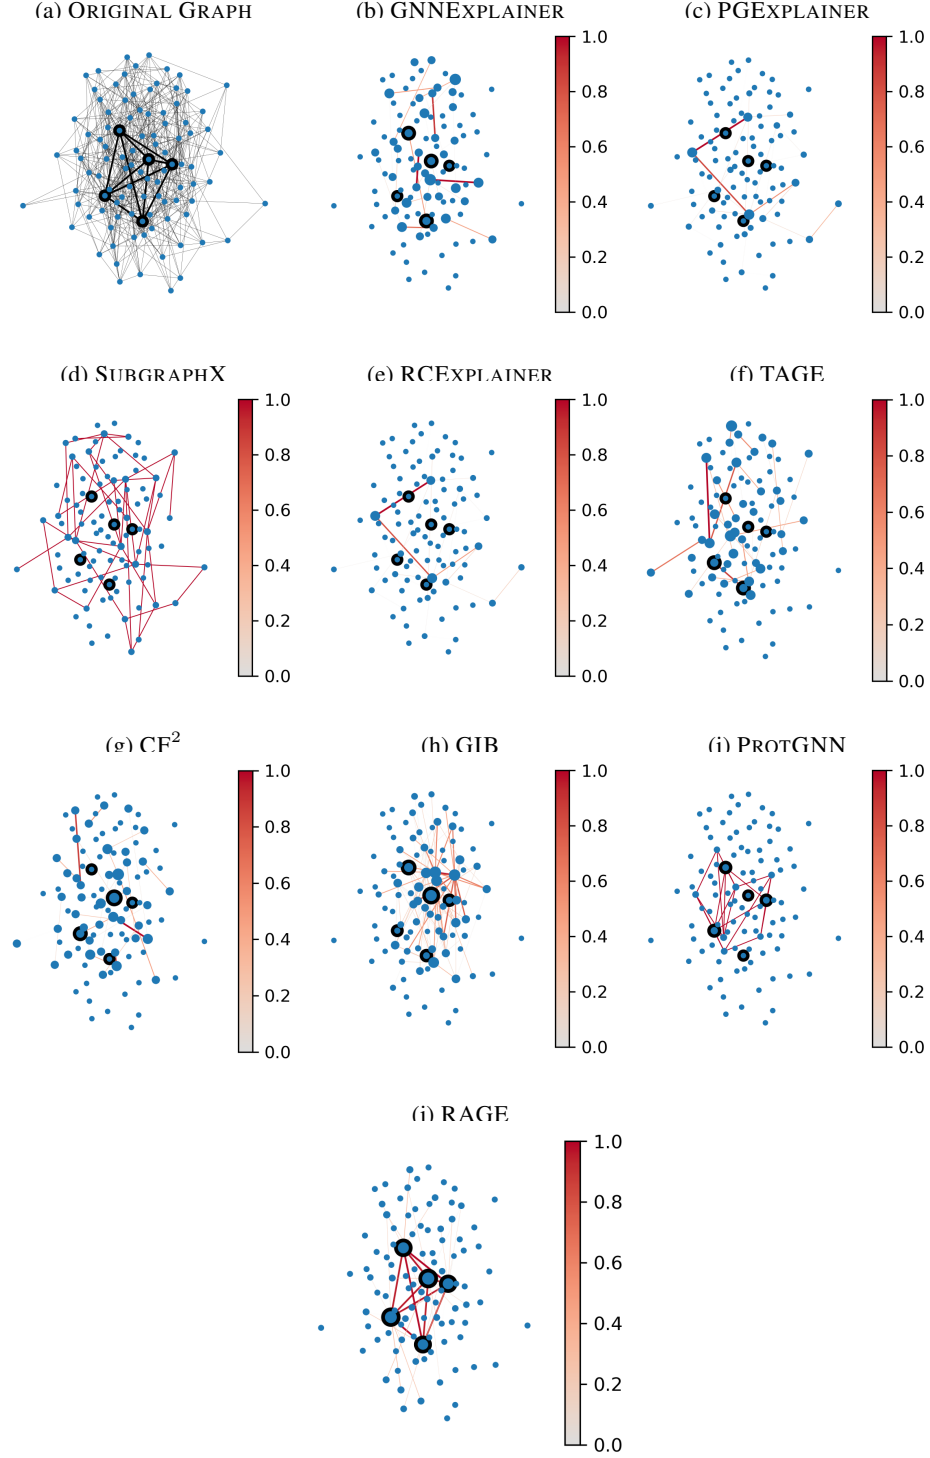 (a) ORIGINAL GRAPH (b) GNNEXPLAINER (c) PGEXPLAINER
1.0 1.0
0.8 0.8
0.6 0.6
0.4 0.4
0.2 0.2
0.0 0.0
(d) SUBGRAPHX (e) RCEXPLAINER (f) TAGE
1.0 1.0 1.0
0.8 0.8 0.8
0.6 0.6 0.6
0.4 0.4 0.4
0.2 0.2 0.2
0.0 0.0 0.0
(g) CF² (h) GIB (i) PROTGNN
1.0 1.0 1.0
0.8 0.8 0.8
0.6 0.6 0.6
0.4 0.4 0.4
0.2 0.2 0.2
0.0 0.0 0.0
(j) RAGE
1.0
0.8
0.6
0.4
0.2
0.0